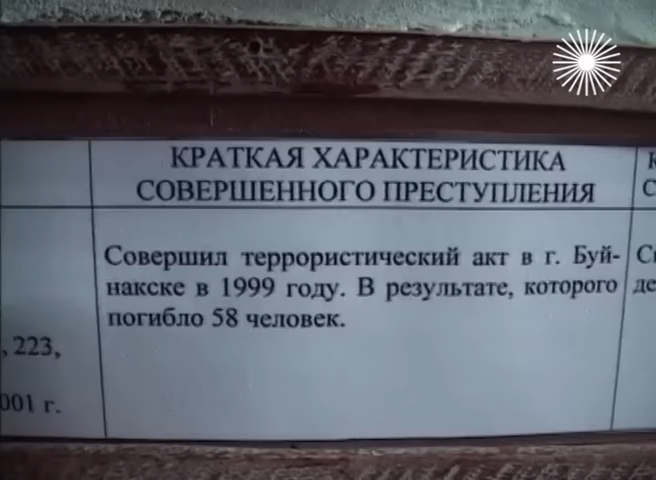 КРАТКАЯ ХАРАКТЕРИСТИКА
СОВЕРШЕННОГО ПРЕСТУПЛЕНИЯ
Совершил террористический акт в г. Буй-
накске в 1999 году. В результате, которого
погибло 58 человек.
, 223,
001 г.